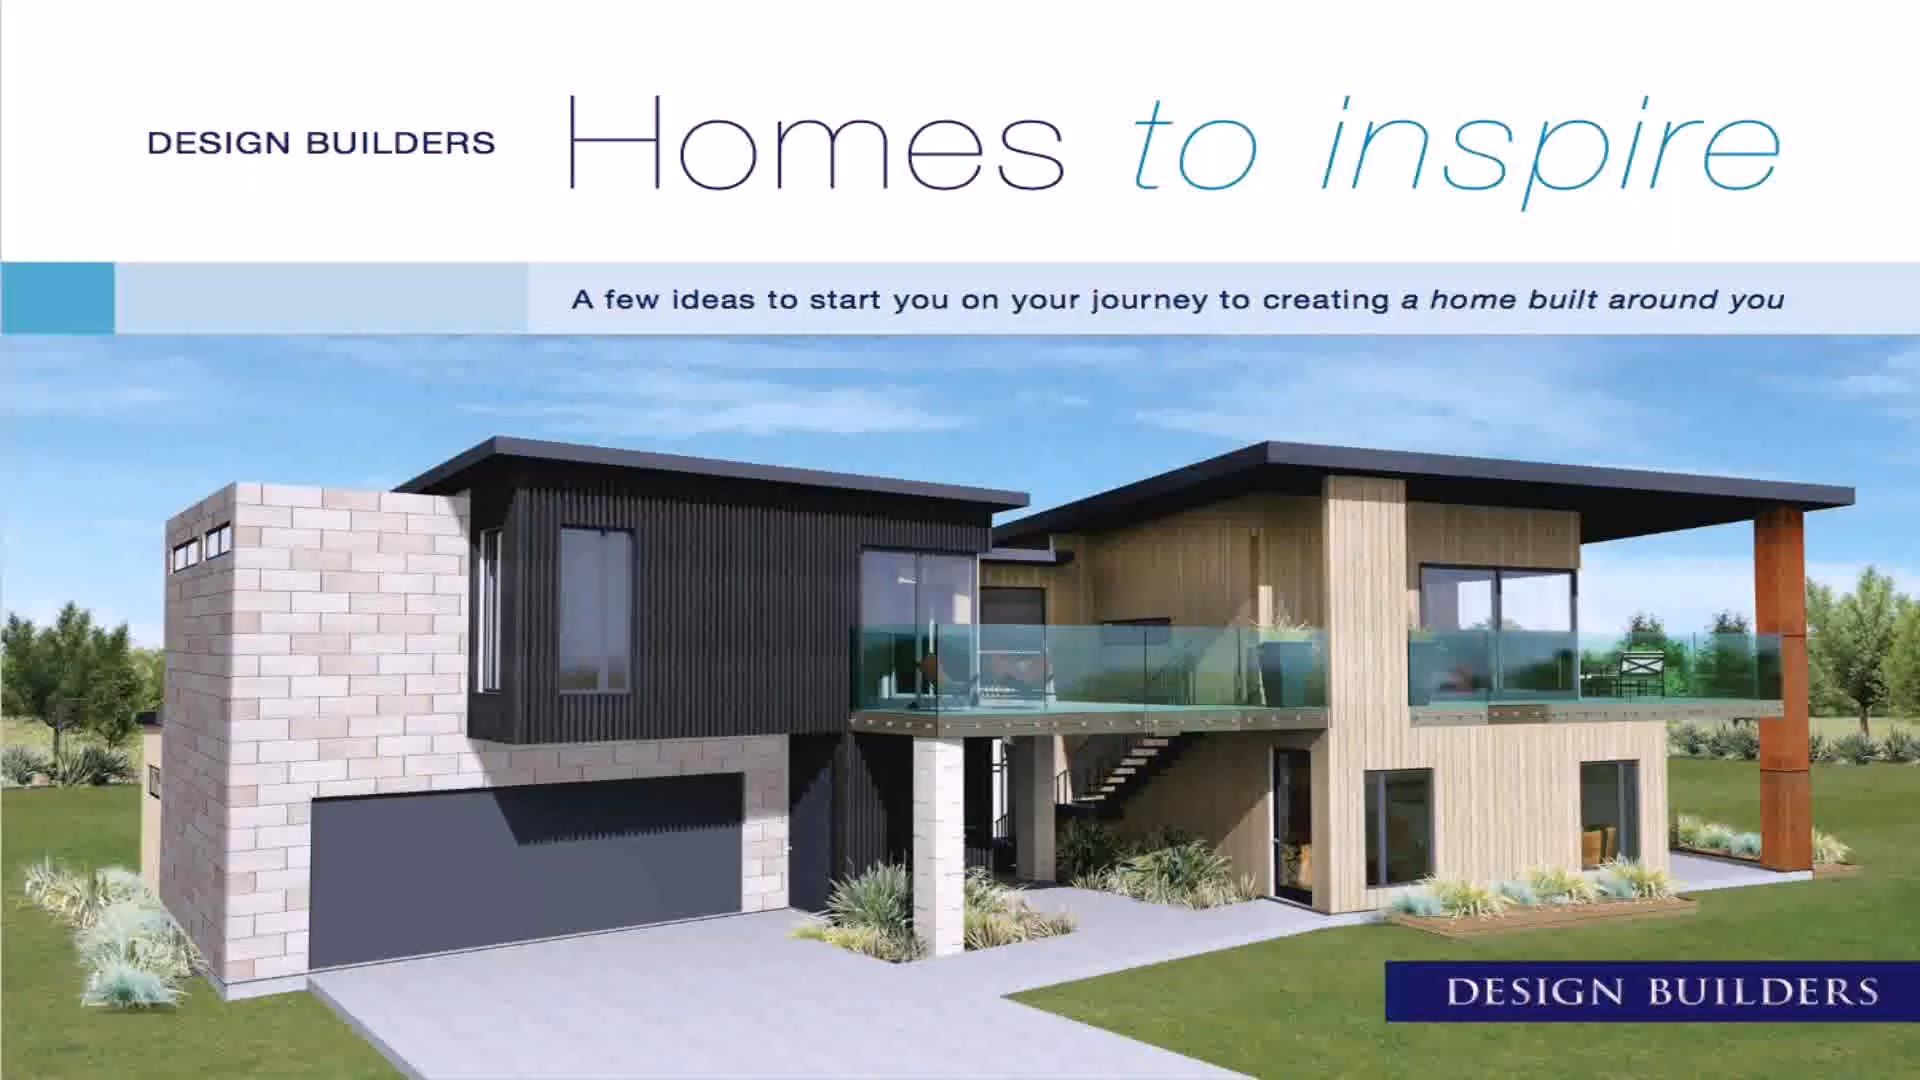 DESIGN BUILDERS Homes to inspire
A few ideas to start you on your journey to creating a home built around you
DESIGN BUILDERS